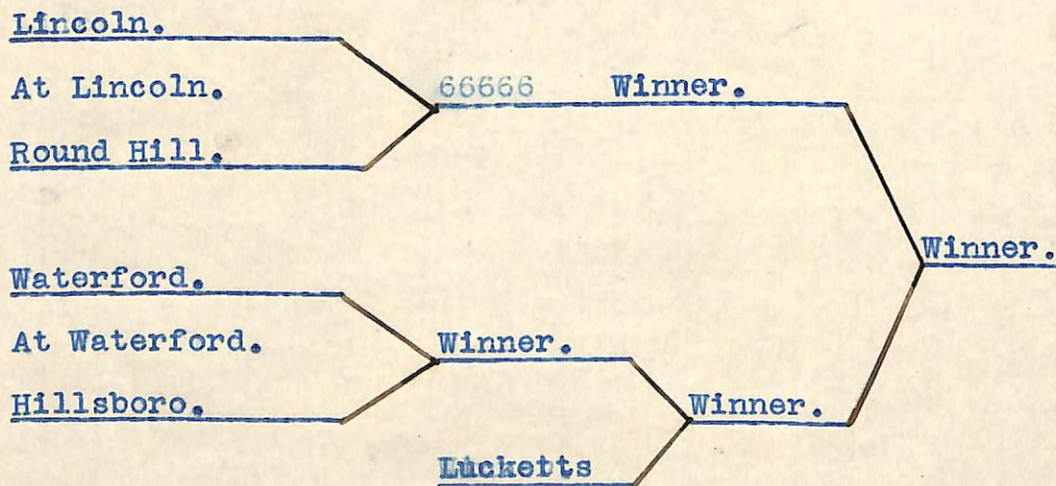 Lincoln.
At Lincoln.
66666 Winner.
Round Hill.
Winner.
Waterford.
At Waterford.
Winner.
Hillsboro.
Winner.
Lucketts